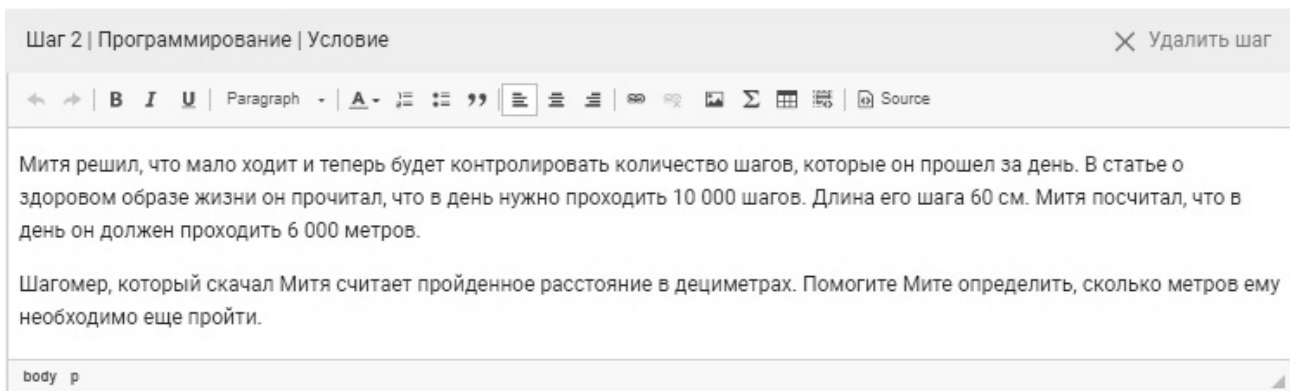 Шаг 2 | Программирование | Условие Удалить шаг
B I U Paragraph A Source
Митя решил, что мало ходит и теперь будет контролировать количество шагов, которые он прошел за день. В статье о
здоровом образе жизни он прочитал, что в день нужно проходить 10 000 шагов. Длина его шага 60 см. Митя посчитал, что в
день он должен проходить 6 000 метров.
Шагомер, который скачал Митя считает пройденное расстояние в дециметрах. Помогите Мите определить, сколько метров ему
необходимо еще пройти.
body p